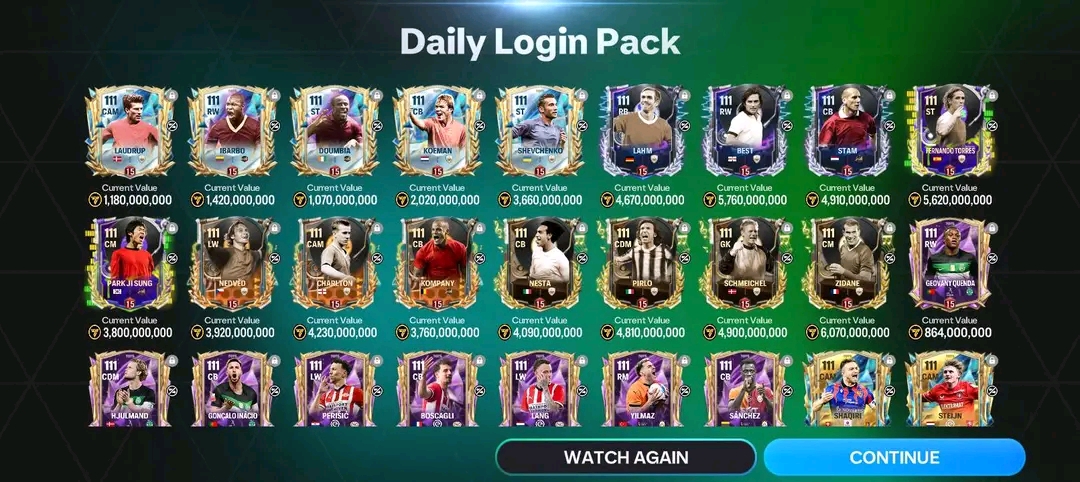 Daily Login Pack
111 CAM LAUDRUP 15
111 RW IBARBO 15
111 ST DOUMBIA 15
111 CB KOEMAN 15
111 ST SHEVCHENKO 15
111 RB LAHM 15
111 RW BEST 15
111 CB STAM 15
111 ST FERNANDO TORRES 15
Current Value Current Value Current Value Current Value Current Value Current Value Current Value Current Value Current Value
1,180,000,000 1,420,000,000 1,070,000,000 2,020,000,000 3,660,000,000 4,670,000,000 5,760,000,000 4,910,000,000 5,620,000,000
111 CM PARK JI SUNG 15
111 LW NEDVĚD 15
111 CAM CHARLTON 15
111 CB KOMPANY 15
111 CB NESTA 15
111 CDM PIRLO 15
111 GK SCHMEICHEL 15
111 CM ZIDANE 15
111 RW GEOVANY QUENDA 15
Current Value Current Value Current Value Current Value Current Value Current Value Current Value Current Value Current Value
3,800,000,000 3,920,000,000 4,230,000,000 3,760,000,000 4,090,000,000 4,810,000,000 4,900,000,000 6,070,000,000 864,000,000
111 CDM HJULMAND
111 CB GONÇALO INÁCIO
111 LW PERIŠIĆ
111 CB BOSCAGLI
111 LW LANG
111 RM YILMAZ
111 CB SÁNCHEZ
111 CAM SHAQIRI
111 CAM STEIJN
WATCH AGAIN
CONTINUE